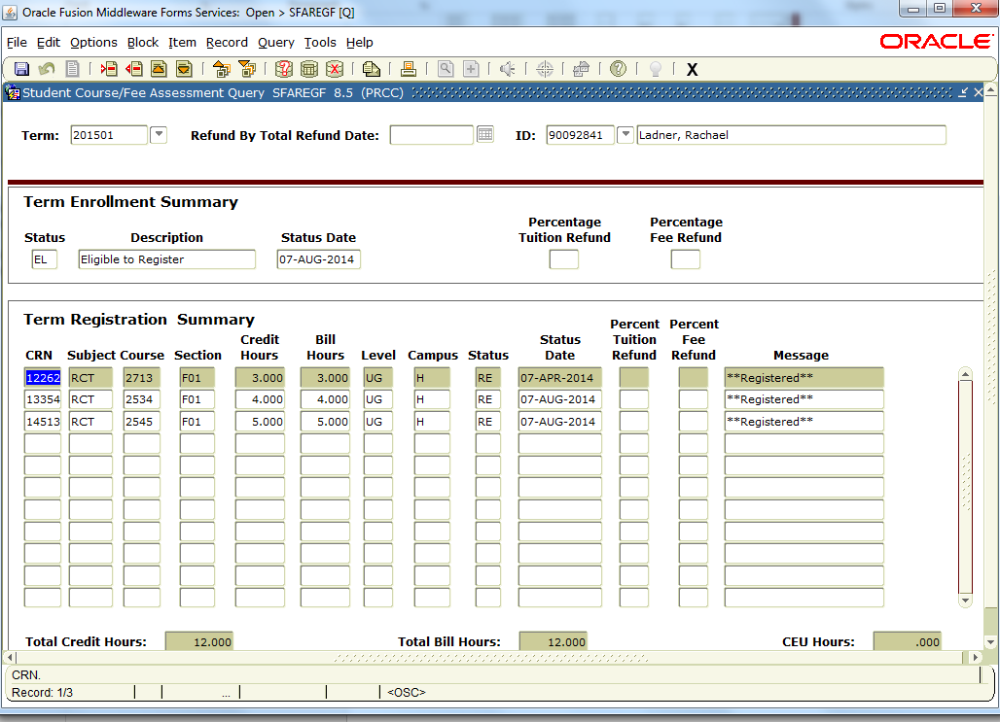 Oracle Fusion Middleware Forms Services: Open > SFAREGF [Q]
File Edit Options Block Item Record Query Tools Help
ORACLE
X
Student Course/Fee Assessment Query SFAREGF 8.5 (PRCC)
Term: 201501 Refund By Total Refund Date: ID: 90092841 Ladner, Rachael
Term Enrollment Summary
Percentage Percentage
Status Description Status Date Tuition Refund Fee Refund
EL Eligible to Register 07-AUG-2014
Term Registration Summary
Percent Percent
Credit Bill Status Tuition Fee
CRN Subject Course Section Hours Hours Level Campus Status Date Refund Refund Message
12262 RCT 2713 F01 3.000 3.000 UG H RE 07-APR-2014 **Registered**
13354 RCT 2534 F01 4.000 4.000 UG H RE 07-AUG-2014 **Registered**
14513 RCT 2545 F01 5.000 5.000 UG H RE 07-AUG-2014 **Registered**
Total Credit Hours: 12.000 Total Bill Hours: 12.000 CEU Hours: .000
CRN.
Record: 1/3 ... <OSC>